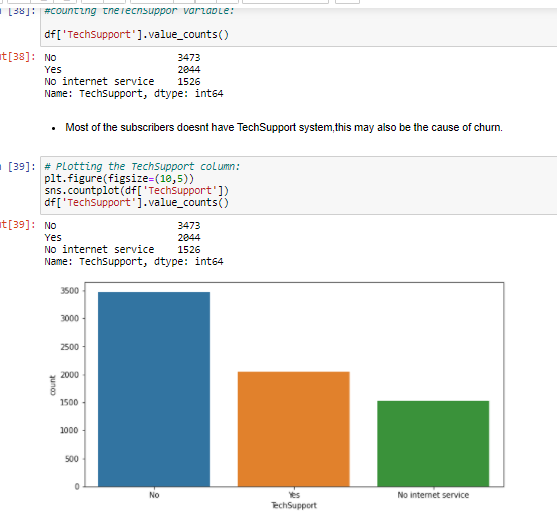 [38]: #counting theTechSuppor variable:
df['TechSupport'].value_counts()
t[38]: No 3473
Yes 2044
No internet service 1526
Name: TechSupport, dtype: int64
• Most of the subscribers doesnt have TechSupport system,this may also be the cause of churn.
[39]: # Plotting the TechSupport column:
plt.figure(figsize=(10,5))
sns.countplot(df['TechSupport'])
df['TechSupport'].value_counts()
t[39]: No 3473
Yes 2044
No internet service 1526
Name: TechSupport, dtype: int64
3500
3000
2500
2000
1500
1000
500
0
count
No Yes No internet service
TechSupport